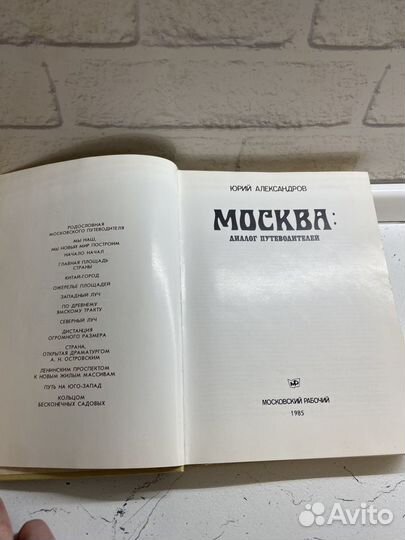 РОДОСЛОВНАЯ
МОСКОВСКОГО ПУТЕВОДИТЕЛЯ
МЫ НАШ,
МЫ НОВЫЙ МИР ПОСТРОИМ
НАЧАЛО НАЧАЛ
ГЛАВНАЯ ПЛОЩАДЬ
СТРАНЫ
КИТАЙ-ГОРОД
ОЖЕРЕЛЬЕ ПЛОЩАДЕЙ
ЗАПАДНЫЙ ЛУЧ
ПО ДРЕВНЕМУ
ЯМСКОМУ ТРАКТУ
СЕВЕРНЫЙ ЛУЧ
ДИСТАНЦИЯ
ОГРОМНОГО РАЗМЕРА
СТРАНА,
ОТКРЫТАЯ ДРАМАТУРГОМ
А. Н. ОСТРОВСКИМ
ЛЕНИНСКИМ ПРОСПЕКТОМ
К НОВЫМ ЖИЛЫМ МАССИВАМ
ПУТЬ НА ЮГО-ЗАПАД
КОЛЬЦОМ
БЕСКОНЕЧНЫХ САДОВЫХ
ЮРИЙ АЛЕКСАНДРОВ
МОСКВА:
ДИАЛОГ ПУТЕВОДИТЕЛЕЙ
МОСКОВСКИЙ РАБОЧИЙ
1985
Avito